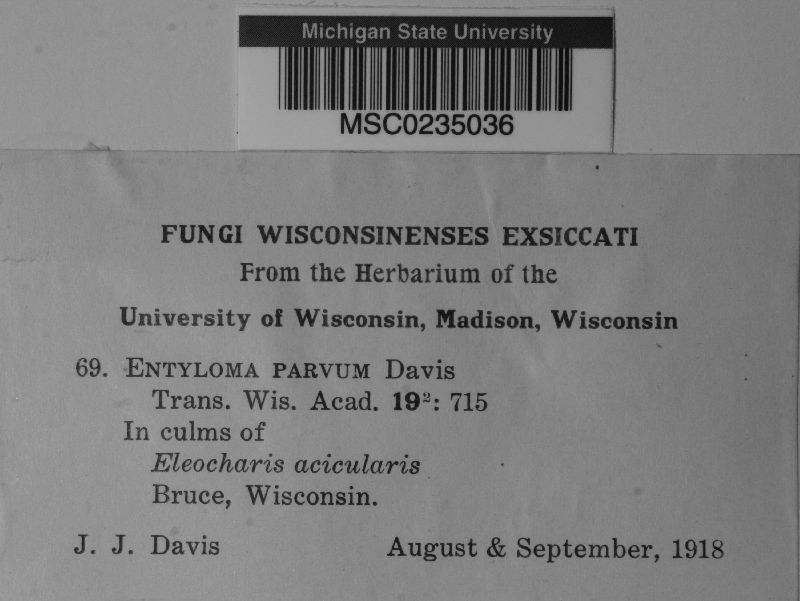 Michigan State University
MSC0235036
FUNGI WISCONSINENSES EXSICCATI
From the Herbarium of the
University of Wisconsin, Madison, Wisconsin
69. ENTYLOMA PARVUM Davis
Trans. Wis. Acad. 19²: 715
In culms of
Eleocharis acicularis
Bruce, Wisconsin.
J. J. Davis August & September, 1918